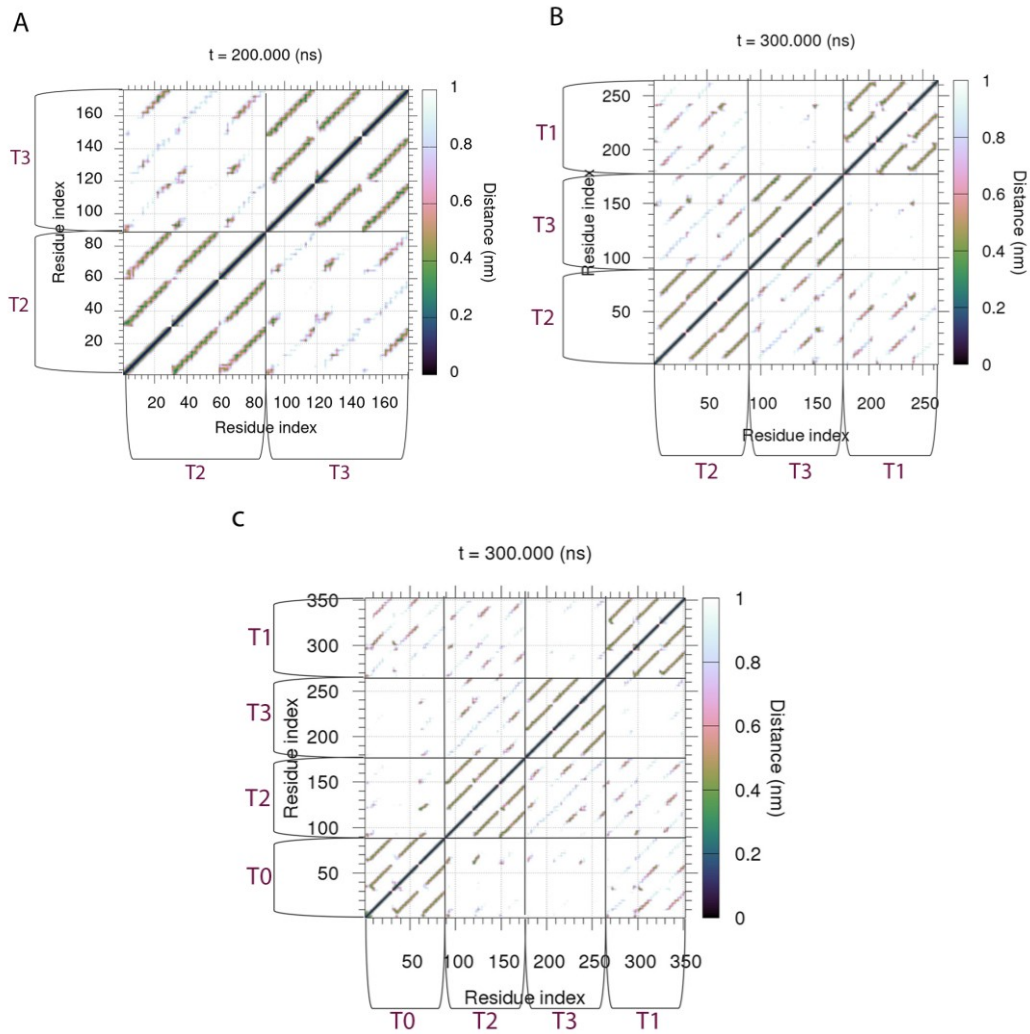 A
t = 200.000 (ns)
T3
T2
Residue index
160
140
120
100
80
60
40
20
20 40 60 80 100 120 140 160
Residue index
T2 T3
1
0.8
0.6
0.4
0.2
0
Distance (nm)
B
t = 300.000 (ns)
T1
T3
T2
Residue index
250
200
150
100
50
50 100 150 200 250
Residue index
T2 T3 T1
1
0.8
0.6
0.4
0.2
0
Distance (nm)
C
t = 300.000 (ns)
T1
T3
T2
T0
Residue index
350
300
250
200
150
100
50
50 100 150 200 250 300 350
Residue index
T0 T2 T3 T1
1
0.8
0.6
0.4
0.2
0
Distance (nm)